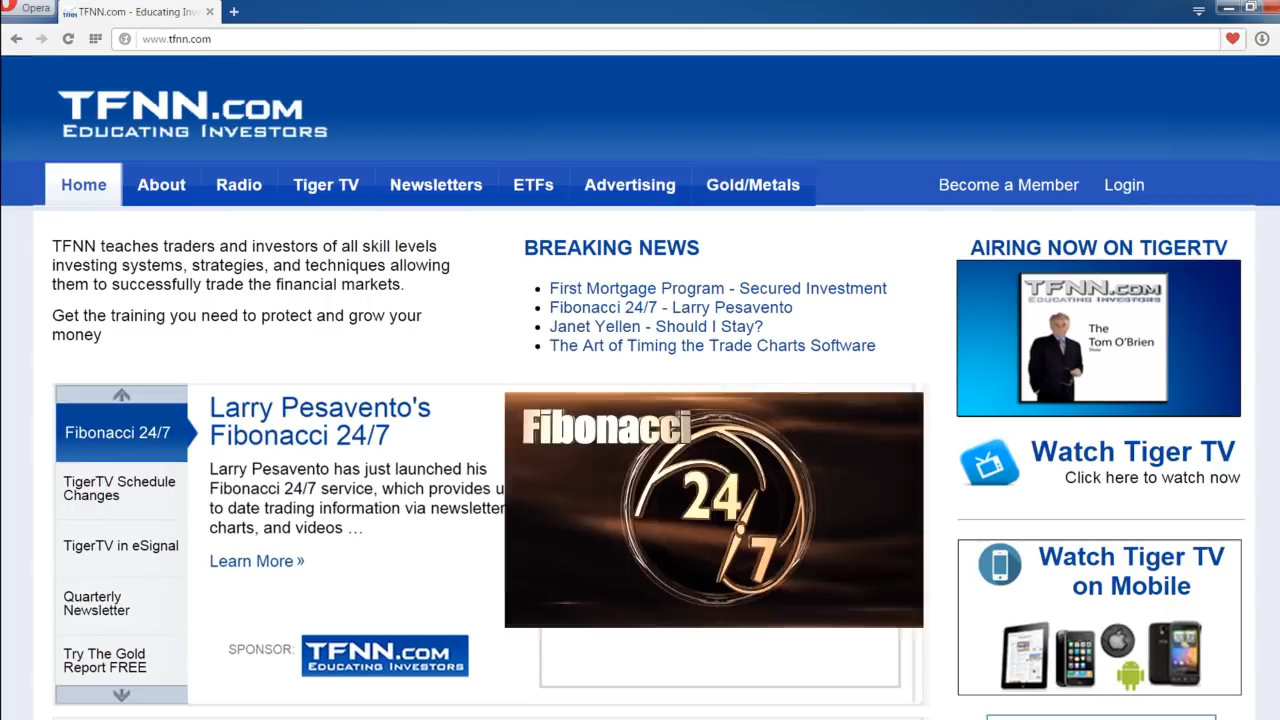 Opera
TFNN.com - Educating Inv
www.tfnn.com
TFNN.COM
EDUCATING INVESTORS
Home
About
Radio
Tiger TV
Newsletters
ETFs
Advertising
Gold/Metals
Become a Member
Login
TFNN teaches traders and investors of all skill levels
investing systems, strategies, and techniques allowing
them to successfully trade the financial markets.
Get the training you need to protect and grow your
money
BREAKING NEWS
First Mortgage Program - Secured Investment
Fibonacci 24/7 - Larry Pesavento
Janet Yellen - Should I Stay?
The Art of Timing the Trade Charts Software
AIRING NOW ON TIGERTV
TFNN.COM
EDUCATING INVESTORS
The
Tom O'Brien
Show
Watch Tiger TV
Click here to watch now
Watch Tiger TV
on Mobile
Fibonacci 24/7
TigerTV Schedule
Changes
TigerTV in eSignal
Quarterly
Newsletter
Try The Gold
Report FREE
Larry Pesavento's
Fibonacci 24/7
Larry Pesavento has just launched his
Fibonacci 24/7 service, which provides u
to date trading information via newsletter
charts, and videos …
Learn More »
Fibonacci
24/7
SPONSOR:
TFNN.COM
EDUCATING INVESTORS